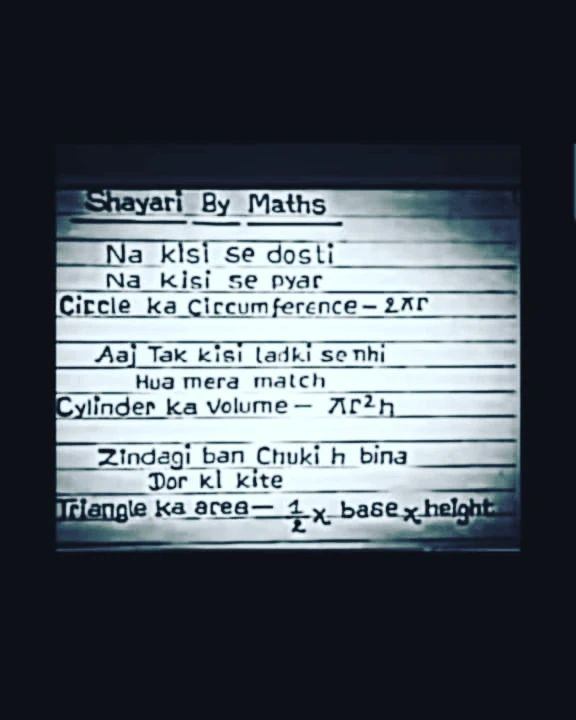 Shayari By Maths
Na kisi se dosti
Na kisi se pyar
Circle ka Circumference – 2πr
Aaj Tak kisi ladki se nhi
Hua mera match
Cylinder ka Volume – πr²h
Zindagi ban Chuki h bina
Dor ki kite
Triangle ka area – 1/2 x base x height